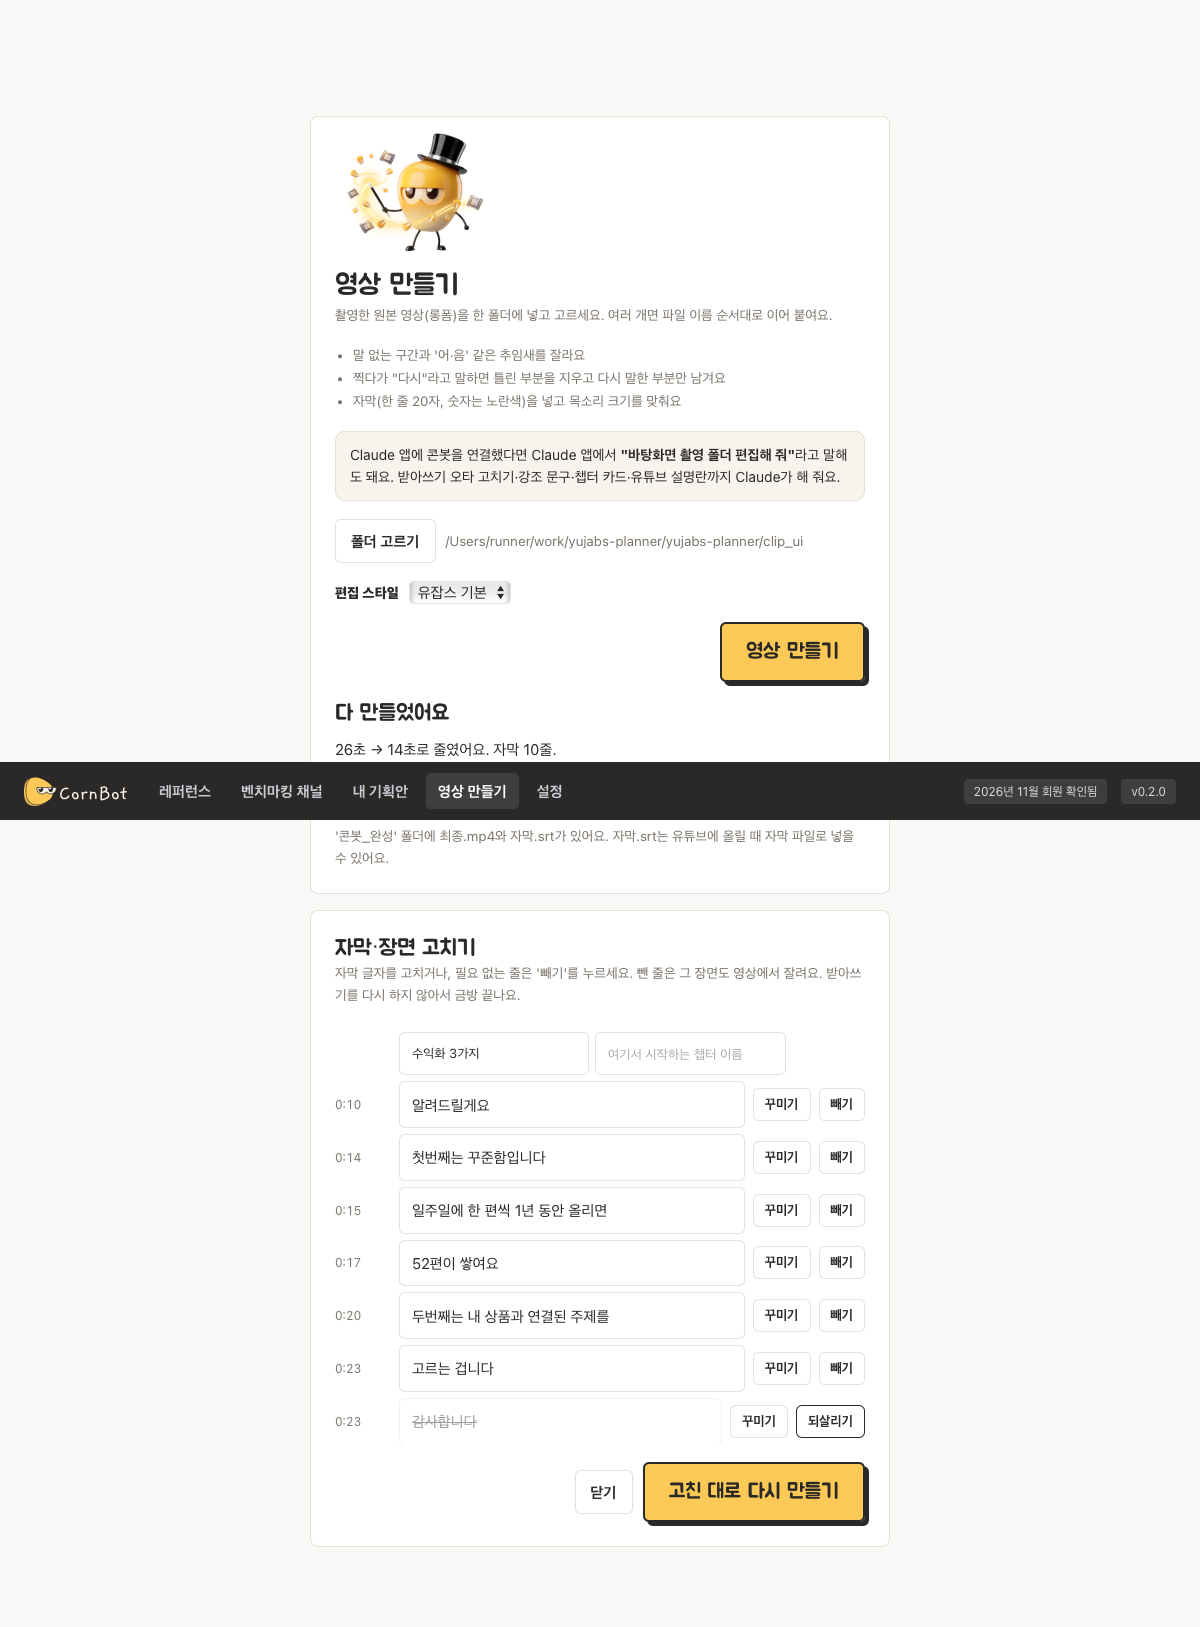 영상 만들기
촬영한 원본 영상(롱폼)을 한 폴더에 넣고 고르세요. 여러 개면 파일 이름 순서대로 이어 붙여요.
• 말 없는 구간과 '어·음' 같은 추임새를 잘라요
• 찍다가 "다시"라고 말하면 틀린 부분을 지우고 다시 말한 부분만 남겨요
• 자막(한 줄 20자, 숫자는 노란색)을 넣고 목소리 크기를 맞춰요
Claude 앱에 콘봇을 연결했다면 Claude 앱에서 "바탕화면 촬영 폴더 편집해 줘"라고 말해
도 돼요. 받아쓰기 오타 고치기·강조 문구·챕터 카드·유튜브 설명란까지 Claude가 해 줘요.
폴더 고르기 /Users/runner/work/yujabs-planner/yujabs-planner/clip_ui
편집 스타일 유잡스 기본
영상 만들기
다 만들었어요
26초 → 14초로 줄였어요. 자막 10줄.
CornBot 레퍼런스 벤치마킹 채널 내 기획안 영상 만들기 설정 2026년 11월 회원 확인됨 v0.2.0
'콘봇_완성' 폴더에 최종.mp4와 자막.srt가 있어요. 자막.srt는 유튜브에 올릴 때 자막 파일로 넣을
수 있어요.
자막·장면 고치기
자막 글자를 고치거나, 필요 없는 줄은 '빼기'를 누르세요. 뺀 줄은 그 장면도 영상에서 잘려요. 받아쓰
기를 다시 하지 않아서 금방 끝나요.
수익화 3가지 여기서 시작하는 챕터 이름
0:10 알려드릴게요 꾸미기 빼기
0:14 첫번째는 꾸준함입니다 꾸미기 빼기
0:15 일주일에 한 편씩 1년 동안 올리면 꾸미기 빼기
0:17 52편이 쌓여요 꾸미기 빼기
0:20 두번째는 내 상품과 연결된 주제를 꾸미기 빼기
0:23 고르는 겁니다 꾸미기 빼기
0:23 감사합니다 꾸미기 되살리기
닫기 고친 대로 다시 만들기